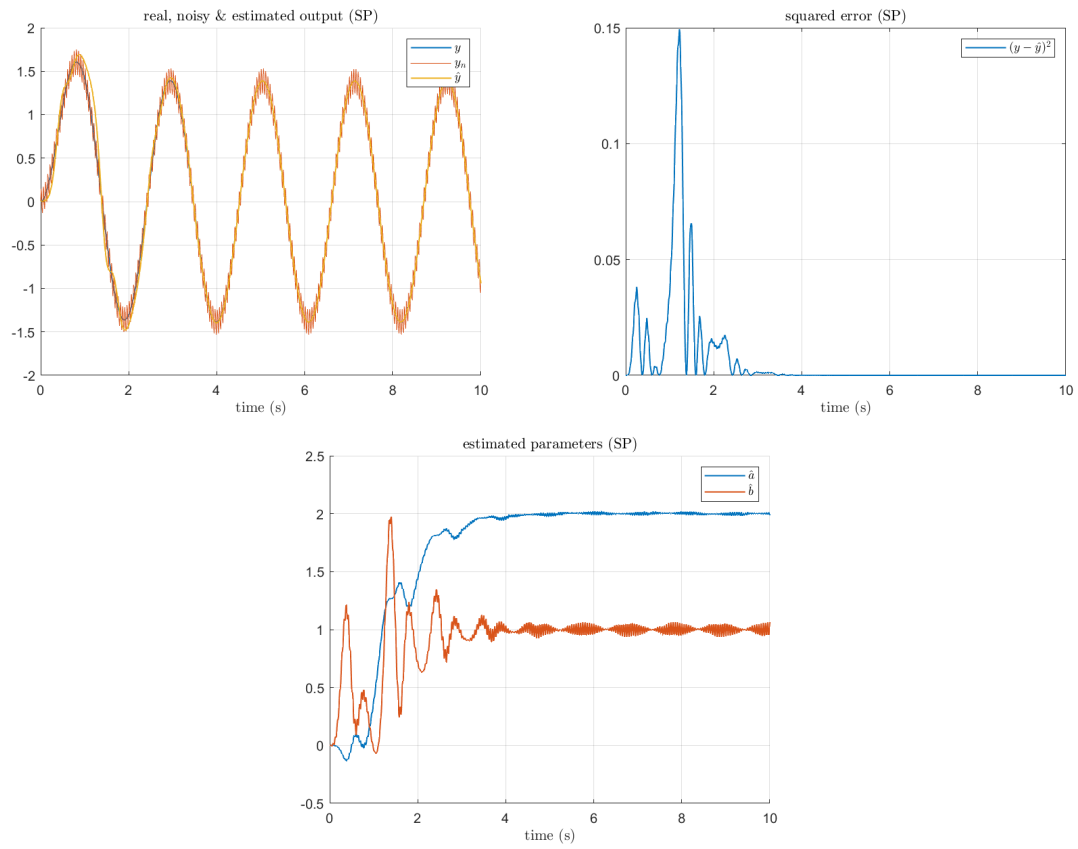 real, noisy & estimated output (SP)
2
1.5
1
0.5
0
-0.5
-1
-1.5
-2
0 2 4 6 8 10
time (s)
y
yₙ
ŷ
squared error (SP)
0.15
0.1
0.05
0
0 2 4 6 8 10
time (s)
(y − ŷ)²
estimated parameters (SP)
2.5
2
1.5
1
0.5
0
-0.5
0 2 4 6 8 10
time (s)
â
b̂